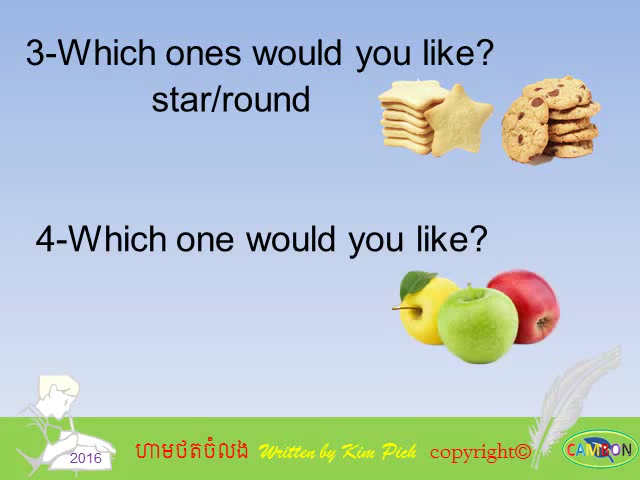 3-Which ones would you like?
star/round
4-Which one would you like?
2016 ហាមថតចំលង Written by Kim Pich copyright© CAMBON